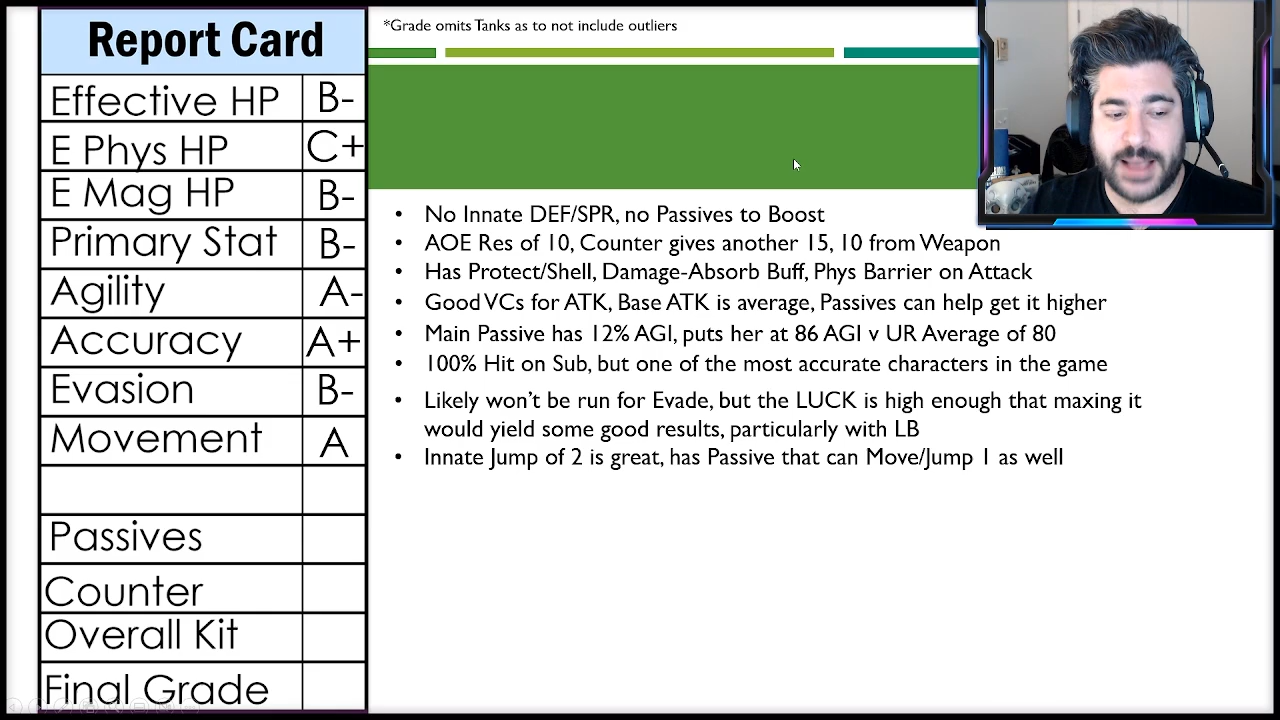 *Grade omits Tanks as to not include outliers
Report Card
Effective HP B-
E Phys HP C+
E Mag HP B-
Primary Stat B-
Agility A-
Accuracy A+
Evasion B-
Movement A
Passives
Counter
Overall Kit
Final Grade
• No Innate DEF/SPR, no Passives to Boost
• AOE Res of 10, Counter gives another 15, 10 from Weapon
• Has Protect/Shell, Damage-Absorb Buff, Phys Barrier on Attack
• Good VCs for ATK, Base ATK is average, Passives can help get it higher
• Main Passive has 12% AGI, puts her at 86 AGI v UR Average of 80
• 100% Hit on Sub, but one of the most accurate characters in the game
• Likely won't be run for Evade, but the LUCK is high enough that maxing it
would yield some good results, particularly with LB
• Innate Jump of 2 is great, has Passive that can Move/Jump 1 as well